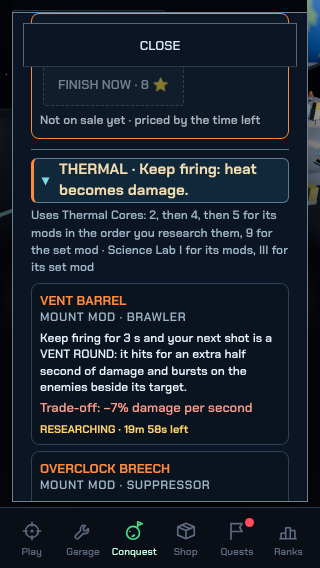 CLOSE
FINISH NOW · 8 ⭐
Not on sale yet · priced by the time left
▼ THERMAL · Keep firing: heat
becomes damage.
Uses Thermal Cores: 2, then 4, then 5 for its
mods in the order you research them, 9 for
the set mod · Science Lab I for its mods, III for
its set mod
VENT BARREL
MOUNT MOD · BRAWLER
Keep firing for 3 s and your next shot is a
VENT ROUND: it hits for an extra half
second of damage and bursts on the
enemies beside its target.
Trade-off: −7% damage per second
RESEARCHING · 19m 58s left
OVERCLOCK BREECH
MOUNT MOD · SUPPRESSOR
Play Garage Conquest Shop Quests Ranks